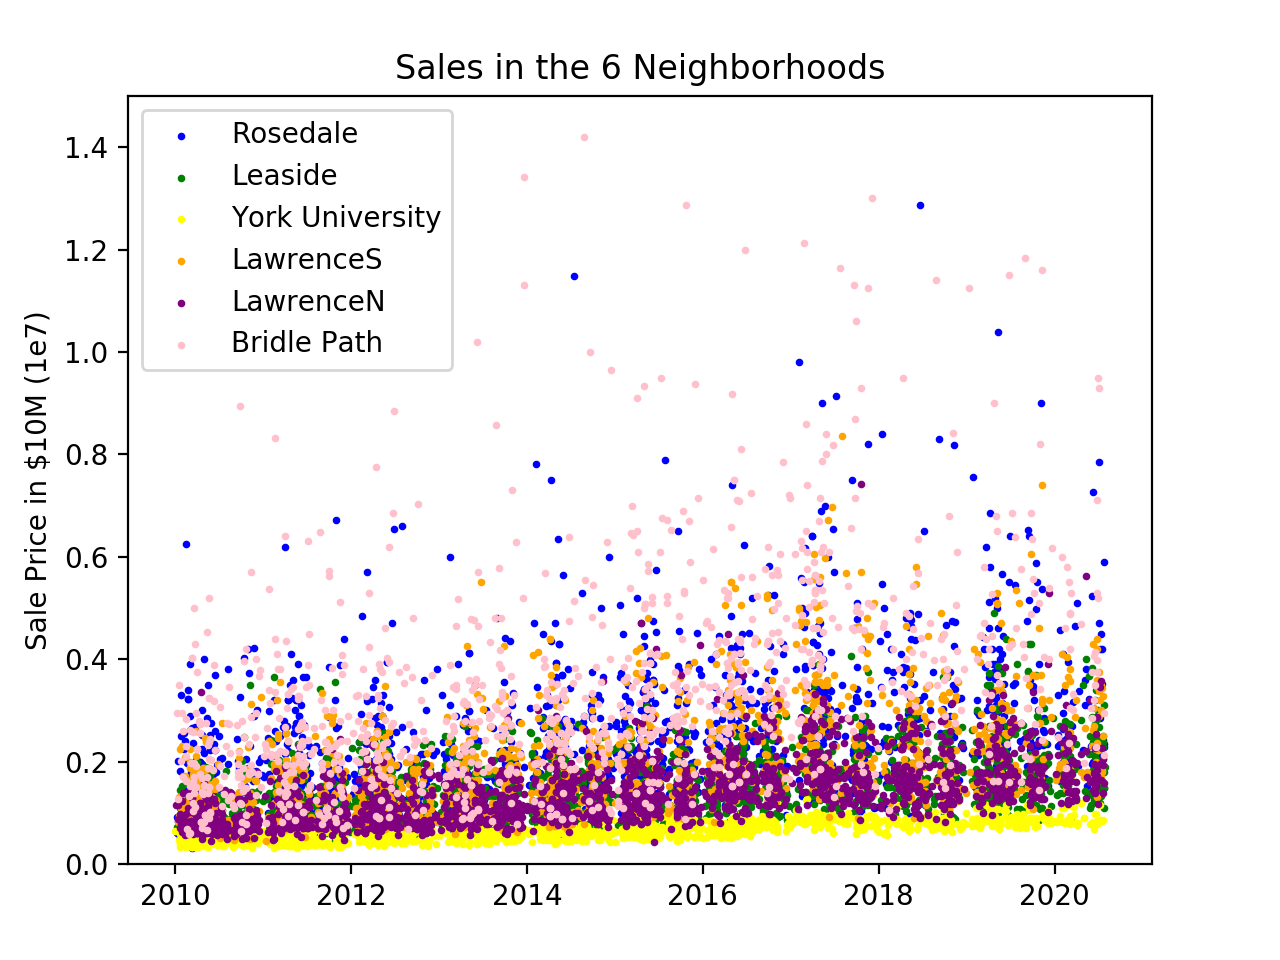 Sales in the 6 Neighborhoods
Rosedale
Leaside
York University
LawrenceS
LawrenceN
Bridle Path
Sale Price in $10M (1e7)
1.4
1.2
1.0
0.8
0.6
0.4
0.2
0.0
2010 2012 2014 2016 2018 2020